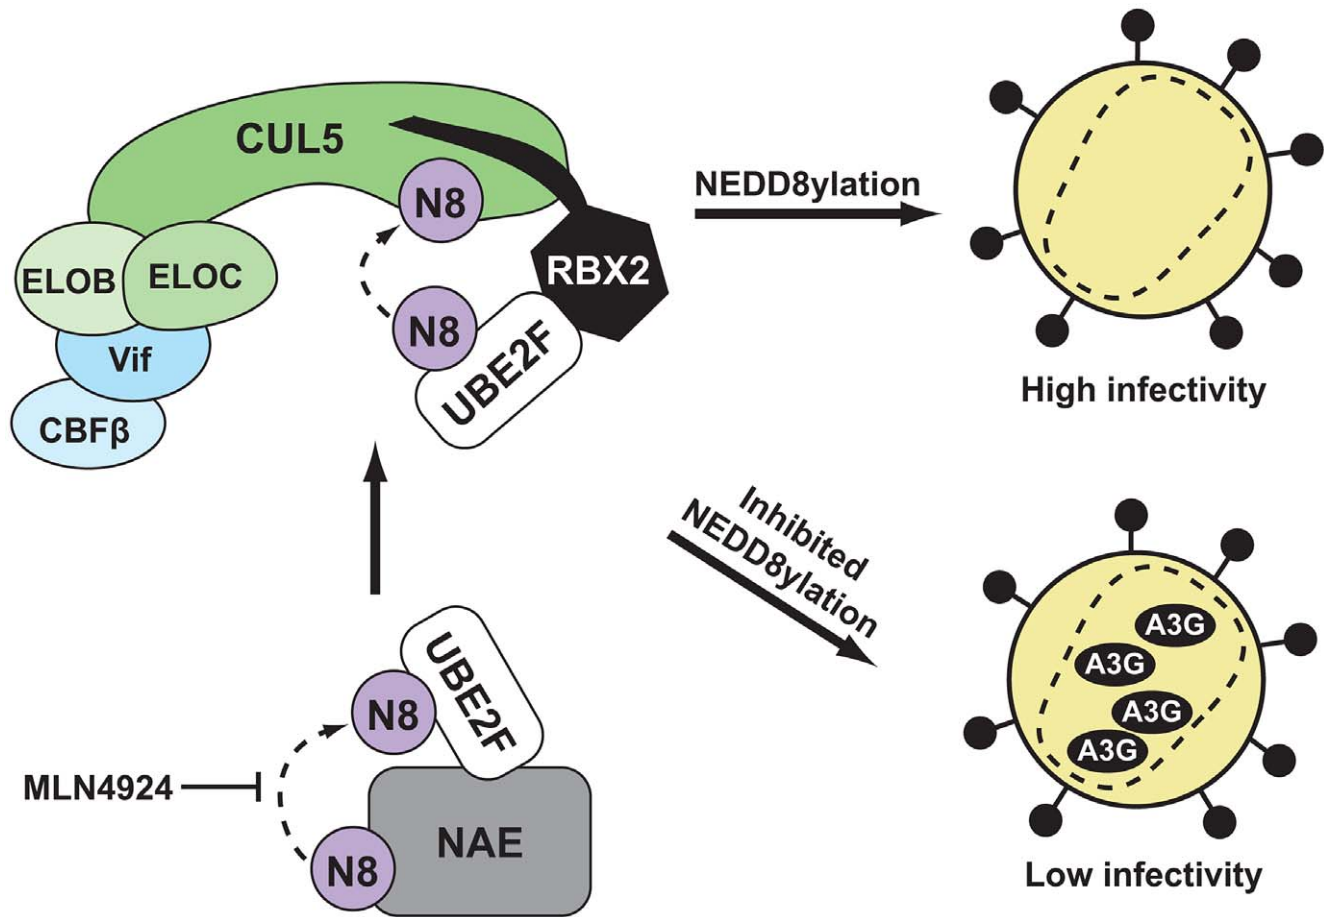 CUL5
N8
ELOB
ELOC
RBX2
N8
UBE2F
Vif
CBFβ
NEDD8ylation
High infectivity
Inhibited
NEDD8ylation
UBE2F
N8
MLN4924
NAE
N8
A3G
A3G
A3G
A3G
Low infectivity